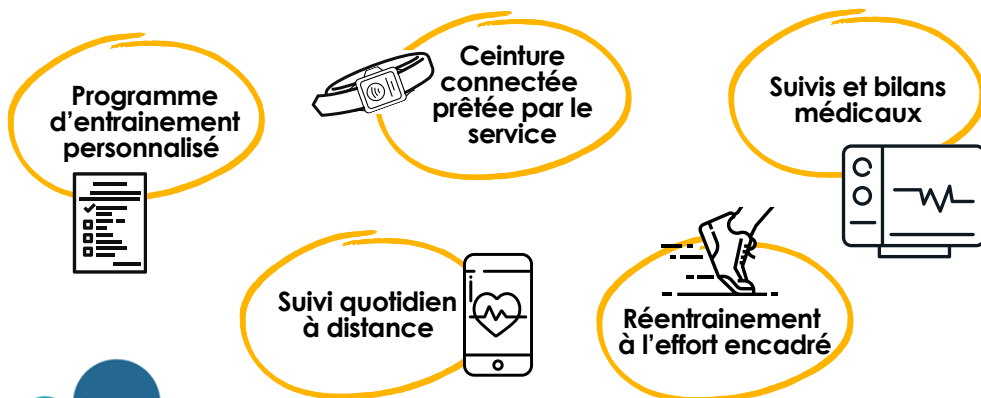 Programme
d’entrainement
personnalisé
Ceinture
connectée
prêtée par le
service
Suivis et bilans
médicaux
Suivi quotidien
à distance
Réentrainement
à l’effort encadré